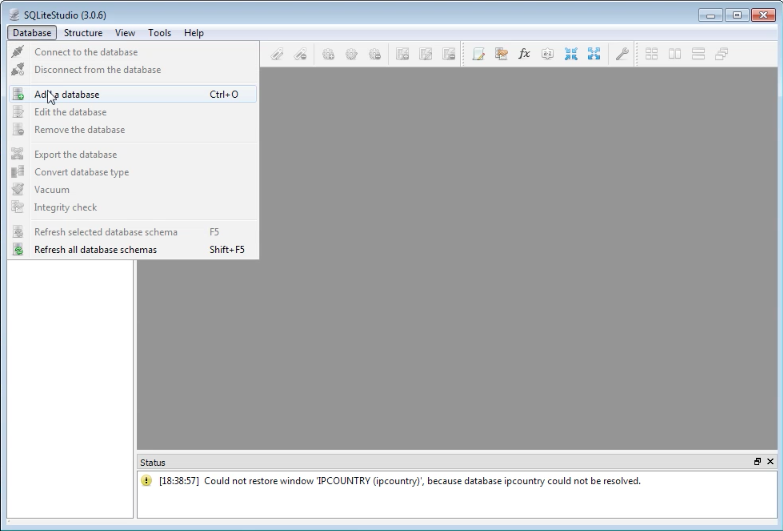 SQLiteStudio (3.0.6)
Database Structure View Tools Help
Connect to the database
Disconnect from the database
Add a database Ctrl+O
Edit the database
Remove the database
Export the database
Convert database type
Vacuum
Integrity check
Refresh selected database schema F5
Refresh all database schemas Shift+F5
Status
[18:38:57] Could not restore window 'IPCOUNTRY (ipcountry)', because database ipcountry could not be resolved.